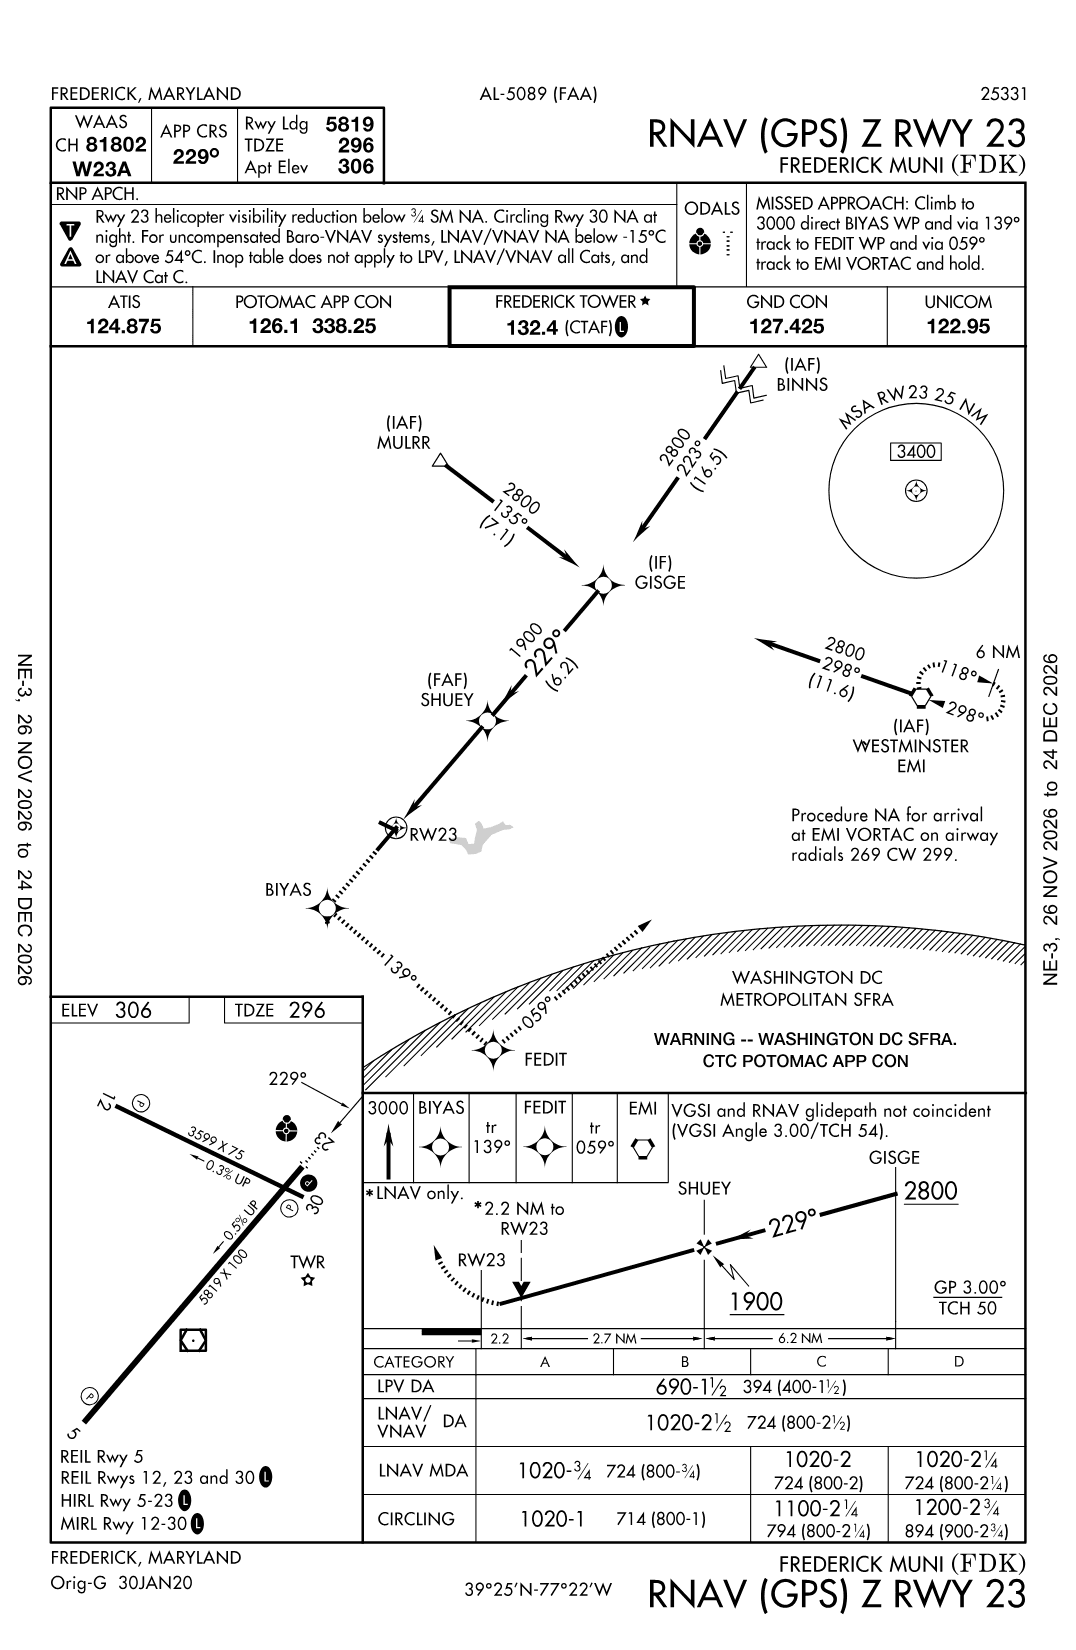 FREDERICK, MARYLAND
AL-5089 (FAA)
25331
WAAS
CH 81802
W23A
APP CRS
229°
Rwy Ldg 5819
TDZE 296
Apt Elev 306
RNAV (GPS) Z RWY 23
FREDERICK MUNI (FDK)
RNP APCH.
T
A
Rwy 23 helicopter visibility reduction below ¾ SM NA. Circling Rwy 30 NA at
night. For uncompensated Baro-VNAV systems, LNAV/VNAV NA below -15°C
or above 54°C. Inop table does not apply to LPV, LNAV/VNAV all Cats, and
LNAV Cat C.
ODALS
MISSED APPROACH: Climb to
3000 direct BIYAS WP and via 139°
track to FEDIT WP and via 059°
track to EMI VORTAC and hold.
ATIS
124.875
POTOMAC APP CON
126.1 338.25
FREDERICK TOWER ★
132.4 (CTAF) L
GND CON
127.425
UNICOM
122.95
(IAF)
BINNS
2800
223°
(16.5)
MSA RW23 25 NM
3400
(IAF)
MULRR
2800
135°
(7.1)
(IF)
GISGE
1900
229°
(6.2)
(FAF)
SHUEY
2800
298°
(11.6)
6 NM
118°
298°
(IAF)
WESTMINSTER
EMI
RW23
Procedure NA for arrival
at EMI VORTAC on airway
radials 269 CW 299.
BIYAS
139°
059°
FEDIT
WASHINGTON DC
METROPOLITAN SFRA
WARNING -- WASHINGTON DC SFRA.
CTC POTOMAC APP CON
NE-3, 26 NOV 2026 to 24 DEC 2026
NE-3, 26 NOV 2026 to 24 DEC 2026
ELEV 306
TDZE 296
229°
12
P
3599 X 75
0.3% UP
23
P
P
30
0.5% UP
5819 X 100
TWR
P
5
REIL Rwy 5
REIL Rwys 12, 23 and 30 L
HIRL Rwy 5-23 L
MIRL Rwy 12-30 L
3000
BIYAS
tr
139°
FEDIT
tr
059°
EMI
VGSI and RNAV glidepath not coincident
(VGSI Angle 3.00/TCH 54).
*LNAV only.
*2.2 NM to
RW23
RW23
SHUEY
GISGE
2800
229°
1900
GP 3.00°
TCH 50
2.2
2.7 NM
6.2 NM
CATEGORY A B C D
LPV DA 690-1½ 394 (400-1½)
LNAV/
VNAV DA 1020-2½ 724 (800-2½)
LNAV MDA 1020-¾ 724 (800-¾)
1020-2
724 (800-2)
1020-2¼
724 (800-2¼)
CIRCLING 1020-1 714 (800-1)
1100-2¼
794 (800-2¼)
1200-2¾
894 (900-2¾)
FREDERICK, MARYLAND
Orig-G 30JAN20
39°25'N-77°22'W
FREDERICK MUNI (FDK)
RNAV (GPS) Z RWY 23